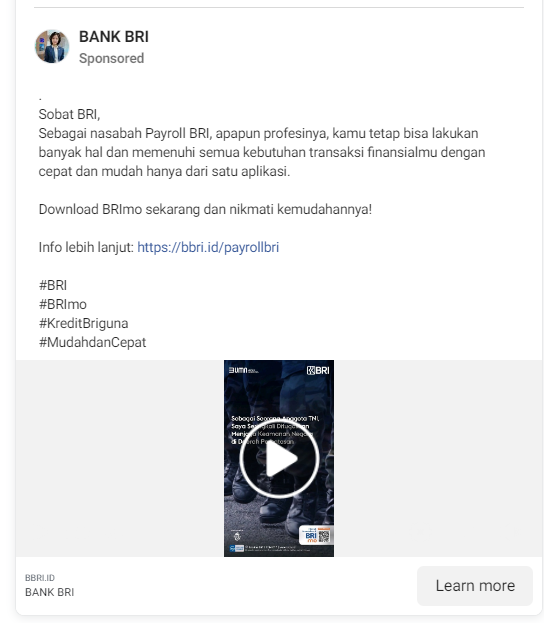 BANK BRI
Sponsored
.
Sobat BRI,
Sebagai nasabah Payroll BRI, apapun profesinya, kamu tetap bisa lakukan
banyak hal dan memenuhi semua kebutuhan transaksi finansialmu dengan
cepat dan mudah hanya dari satu aplikasi.
Download BRImo sekarang dan nikmati kemudahannya!
Info lebih lanjut: https://bbri.id/payrollbri
#BRI
#BRImo
#KreditBriguna
#MudahdanCepat
BUMN
BRI
Sebagai Seorang Anggota TNI,
Saya Ditugaskan
Menjaga Keamanan Negara
di Daerah
BRI
mo
BBRI.ID
BANK BRI
Learn more